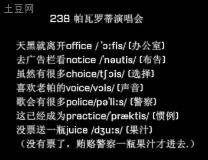 土豆网
238 帕瓦罗蒂演唱会
天黑就离开office / 'ɔ:fis/ (办公室)
去广告栏看notice /'nəutis/ (布告)
虽然有很多choice/tʃɔis/ (选择)
喜欢老帕的voice/vɔis/ (声音)
歌会有很多police/pə'li:s/ (警察)
这已经成为practice/'præktis/ (惯例)
没票送一瓶juice /dʒu:s/ (果汁)
(没有票了，贿赂警察一瓶果汁才进去.)